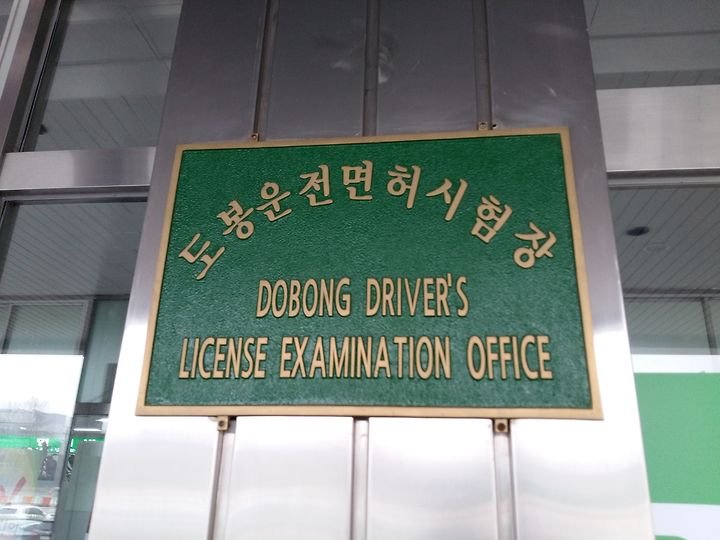 도봉운전면허시험장
DOBONG DRIVER'S
LICENSE EXAMINATION OFFICE